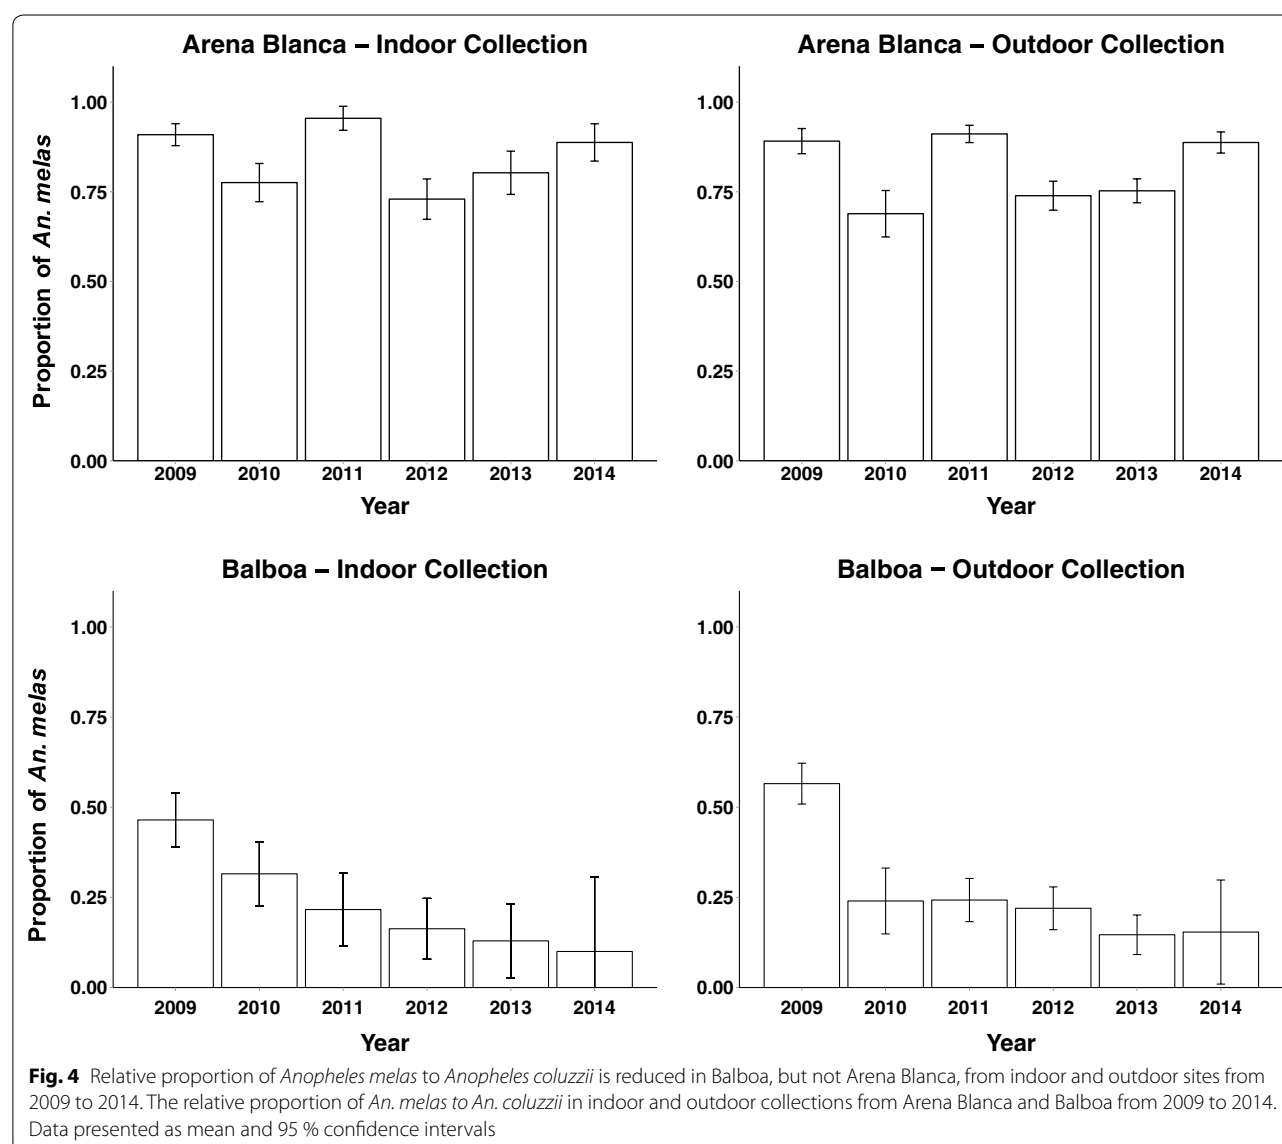 Arena Blanca – Indoor Collection
Proportion of An. melas
1.00
0.75
0.50
0.25
0.00
2009 2010 2011 2012 2013 2014
Year
Arena Blanca – Outdoor Collection
1.00
0.75
0.50
0.25
0.00
2009 2010 2011 2012 2013 2014
Year
Balboa – Indoor Collection
Proportion of An. melas
1.00
0.75
0.50
0.25
0.00
2009 2010 2011 2012 2013 2014
Year
Balboa – Outdoor Collection
1.00
0.75
0.50
0.25
0.00
2009 2010 2011 2012 2013 2014
Year
Fig. 4 Relative proportion of Anopheles melas to Anopheles coluzzii is reduced in Balboa, but not Arena Blanca, from indoor and outdoor sites from
2009 to 2014. The relative proportion of An. melas to An. coluzzii in indoor and outdoor collections from Arena Blanca and Balboa from 2009 to 2014.
Data presented as mean and 95 % confidence intervals